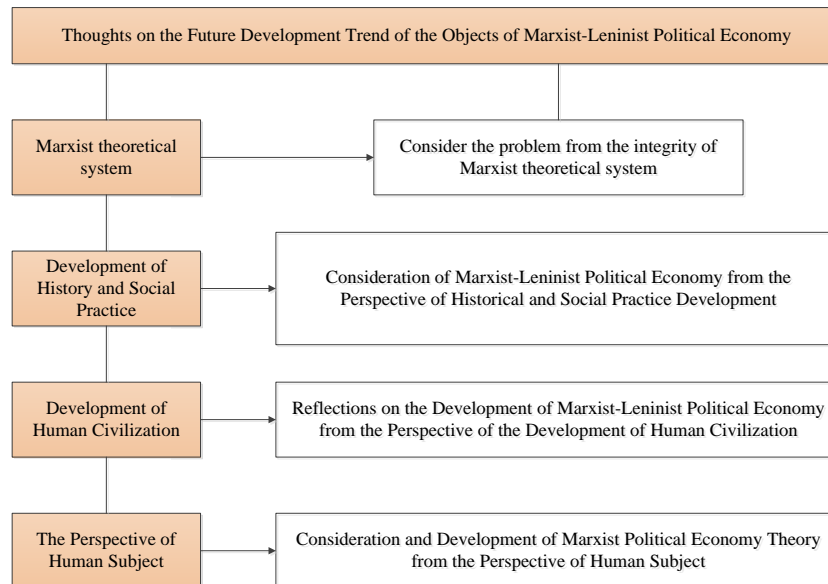 Thoughts on the Future Development Trend of the Objects of Marxist-Leninist Political Economy
Marxist theoretical
system
Consider the problem from the integrity of
Marxist theoretical system
Development of
History and Social
Practice
Consideration of Marxist-Leninist Political Economy from the
Perspective of Historical and Social Practice Development
Development of
Human Civilization
Reflections on the Development of Marxist-Leninist Political Economy
from the Perspective of the Development of Human Civilization
The Perspective of
Human Subject
Consideration and Development of Marxist Political Economy Theory
from the Perspective of Human Subject